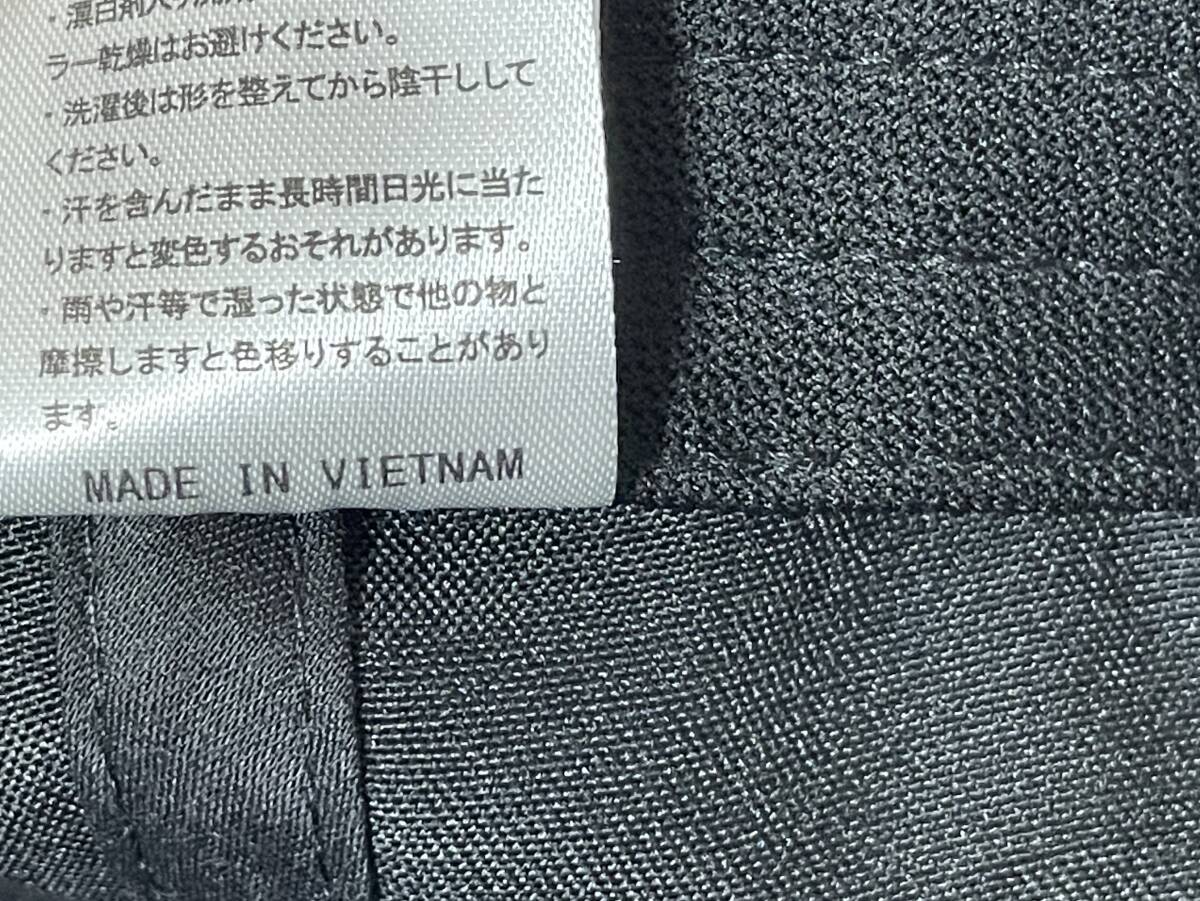 ・漂白剤入り
ラー乾燥はお避けください。
・洗濯後は形を整えてから陰干しして
ください。
・汗を含んだまま長時間日光に当た
りますと変色するおそれがあります。
・雨や汗等で湿った状態で他の物と
摩擦しますと色移りすることがあり
ます。
MADE IN VIETNAM